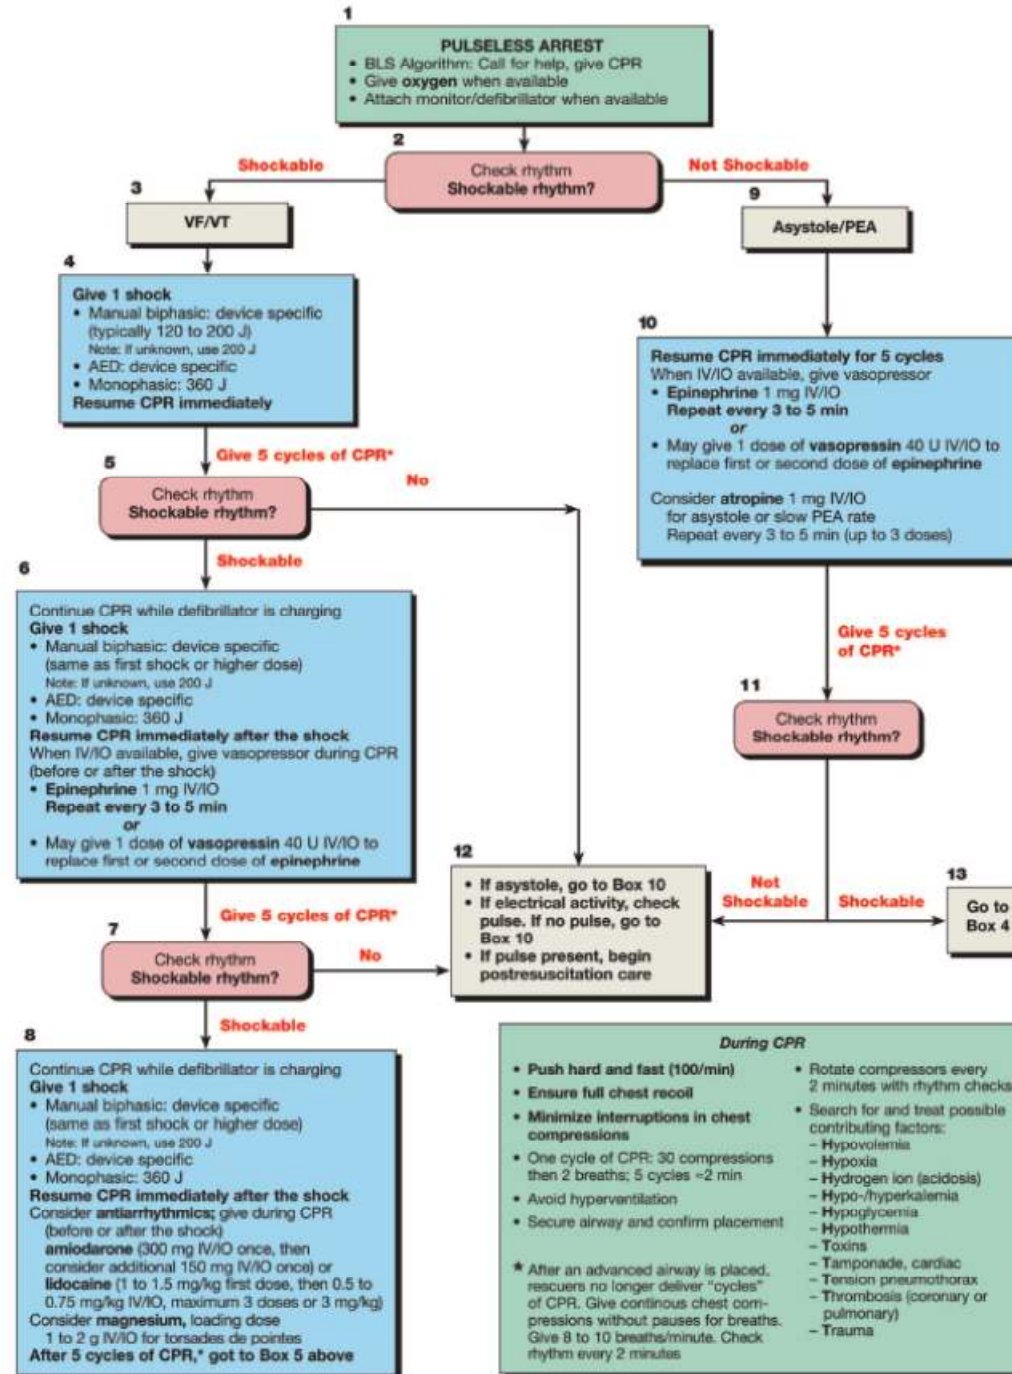 1
PULSELESS ARREST
• BLS Algorithm: Call for help, give CPR
• Give oxygen when available
• Attach monitor/defibrillator when available
2
Shockable
Check rhythm
Shockable rhythm?
Not Shockable
3
VF/VT
9
Asystole/PEA
4
Give 1 shock
• Manual biphasic: device specific
(typically 120 to 200 J)
Note: If unknown, use 200 J
• AED: device specific
• Monophasic: 360 J
Resume CPR immediately
10
Resume CPR immediately for 5 cycles
When IV/IO available, give vasopressor
• Epinephrine 1 mg IV/IO
Repeat every 3 to 5 min
or
• May give 1 dose of vasopressin 40 U IV/IO to
replace first or second dose of epinephrine
Consider atropine 1 mg IV/IO
for asystole or slow PEA rate
Repeat every 3 to 5 min (up to 3 doses)
Give 5 cycles of CPR*
5
Check rhythm
Shockable rhythm?
No
Shockable
6
Continue CPR while defibrillator is charging
Give 1 shock
• Manual biphasic: device specific
(same as first shock or higher dose)
Note: If unknown, use 200 J
• AED: device specific
• Monophasic: 360 J
Resume CPR immediately after the shock
When IV/IO available, give vasopressor during CPR
(before or after the shock)
• Epinephrine 1 mg IV/IO
Repeat every 3 to 5 min
or
• May give 1 dose of vasopressin 40 U IV/IO to
replace first or second dose of epinephrine
Give 5 cycles
of CPR*
11
Check rhythm
Shockable rhythm?
12
• If asystole, go to Box 10
• If electrical activity, check
pulse. If no pulse, go to
Box 10
• If pulse present, begin
postresuscitation care
Not
Shockable
Shockable
13
Go to
Box 4
Give 5 cycles of CPR*
7
Check rhythm
Shockable rhythm?
No
Shockable
8
Continue CPR while defibrillator is charging
Give 1 shock
• Manual biphasic: device specific
(same as first shock or higher dose)
Note: If unknown, use 200 J
• AED: device specific
• Monophasic: 360 J
Resume CPR immediately after the shock
Consider antiarrhythmics; give during CPR
(before or after the shock)
amiodarone (300 mg IV/IO once, then
consider additional 150 mg IV/IO once) or
lidocaine (1 to 1.5 mg/kg first dose, then 0.5 to
0.75 mg/kg IV/IO, maximum 3 doses or 3 mg/kg)
Consider magnesium, loading dose
1 to 2 g IV/IO for torsades de pointes
After 5 cycles of CPR,* got to Box 5 above
During CPR
• Push hard and fast (100/min)
• Ensure full chest recoil
• Minimize interruptions in chest
compressions
• One cycle of CPR: 30 compressions
then 2 breaths; 5 cycles ≈2 min
• Avoid hyperventilation
• Secure airway and confirm placement
* After an advanced airway is placed,
rescuers no longer deliver "cycles"
of CPR. Give continous chest com-
pressions without pauses for breaths.
Give 8 to 10 breaths/minute. Check
rhythm every 2 minutes
• Rotate compressors every
2 minutes with rhythm checks
• Search for and treat possible
contributing factors:
– Hypovolemia
– Hypoxia
– Hydrogen ion (acidosis)
– Hypo-/hyperkalemia
– Hypoglycemia
– Hypothermia
– Toxins
– Tamponade, cardiac
– Tension pneumothorax
– Thrombosis (coronary or
pulmonary)
– Trauma